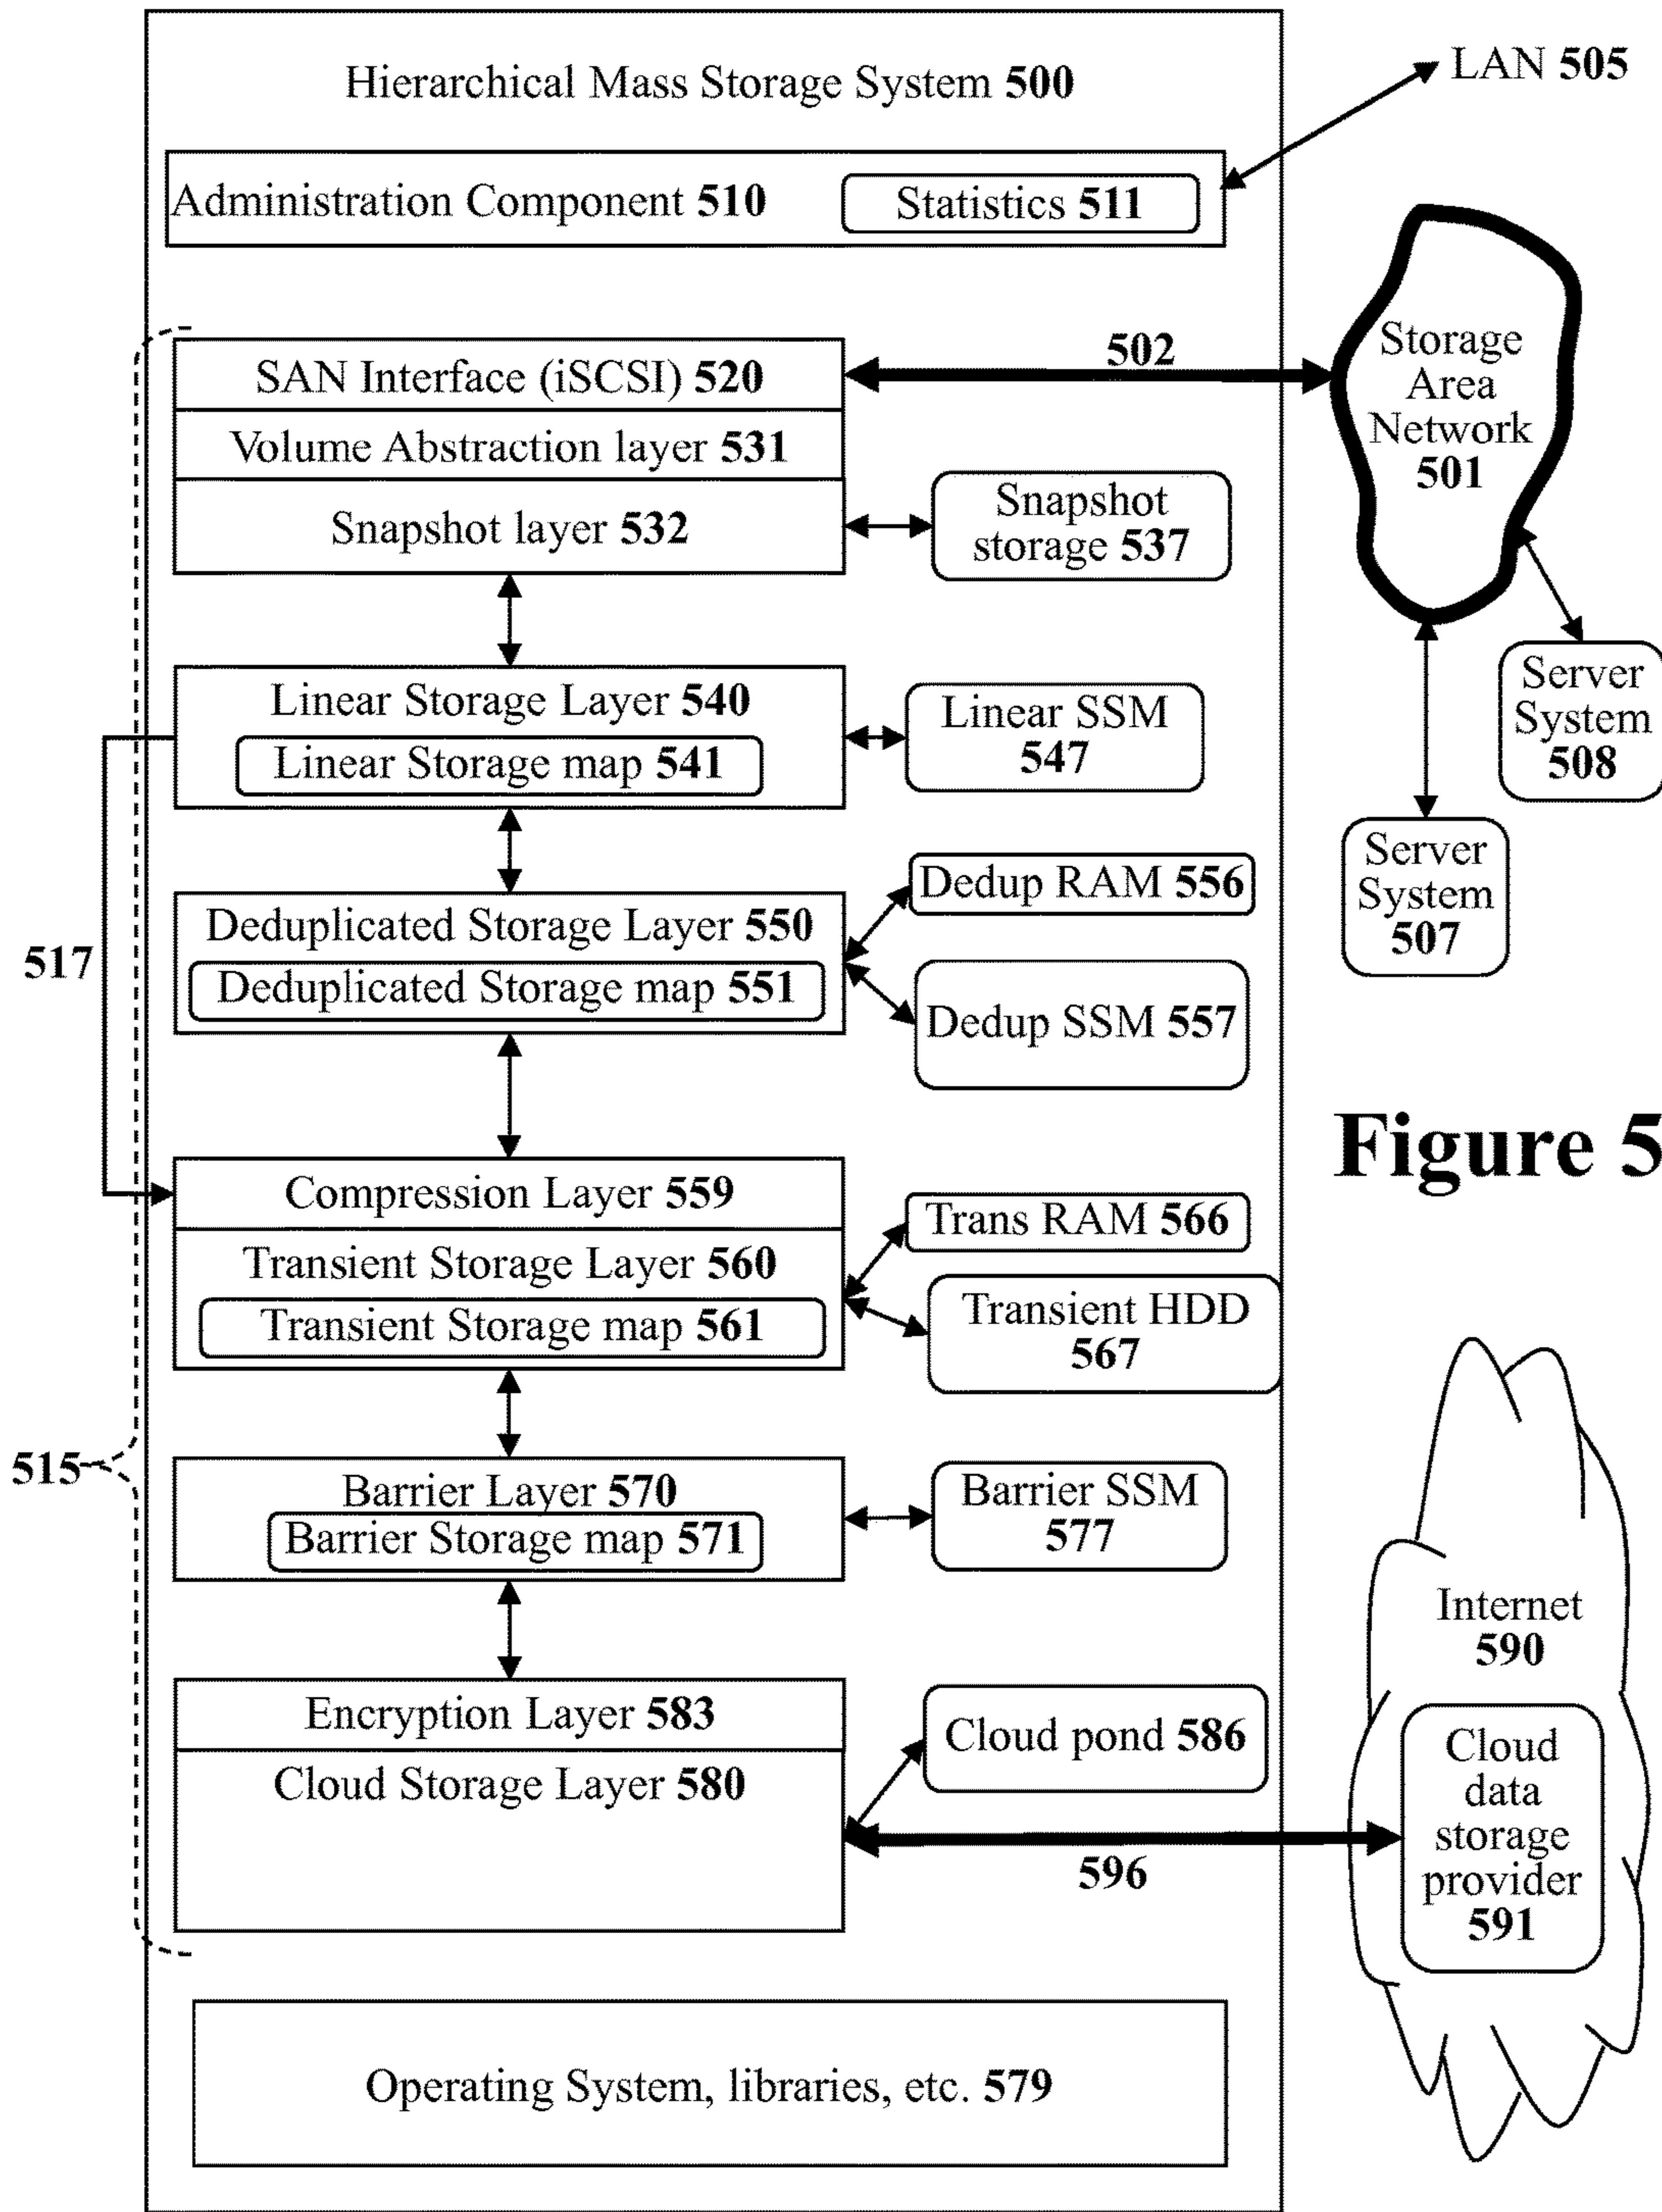 Hierarchical Mass Storage System 500
LAN 505
Administration Component 510
Statistics 511
SAN Interface (iSCSI) 520
502
Storage
Area
Network
501
Volume Abstraction layer 531
Snapshot layer 532
Snapshot
storage 537
Server
System
508
Linear Storage Layer 540
Linear Storage map 541
Linear SSM
547
Server
System
507
517
Deduplicated Storage Layer 550
Deduplicated Storage map 551
Dedup RAM 556
Dedup SSM 557
Figure 5
Compression Layer 559
Transient Storage Layer 560
Transient Storage map 561
Trans RAM 566
Transient HDD
567
515
Barrier Layer 570
Barrier Storage map 571
Barrier SSM
577
Internet
590
Encryption Layer 583
Cloud Storage Layer 580
Cloud pond 586
596
Cloud
data
storage
provider
591
Operating System, libraries, etc. 579